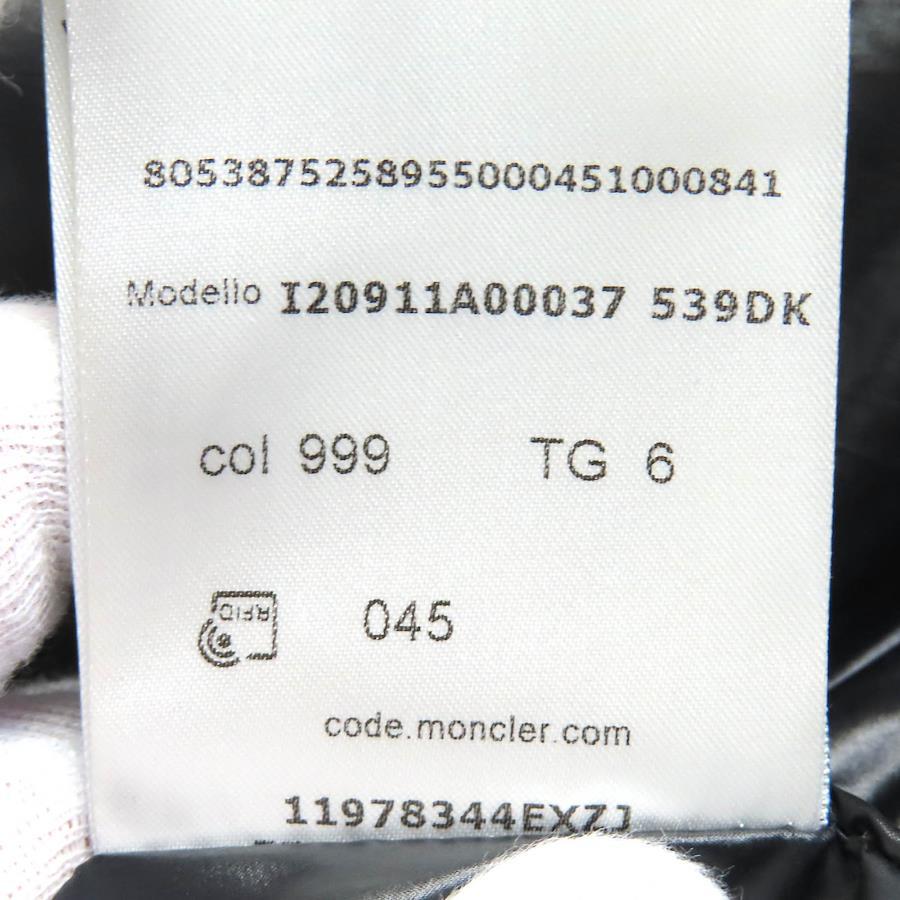 8053875258955000451000841
Modello I20911A00037 539DK
col 999 TG 6
RFID 045
code.moncler.com
11978344EXZJ